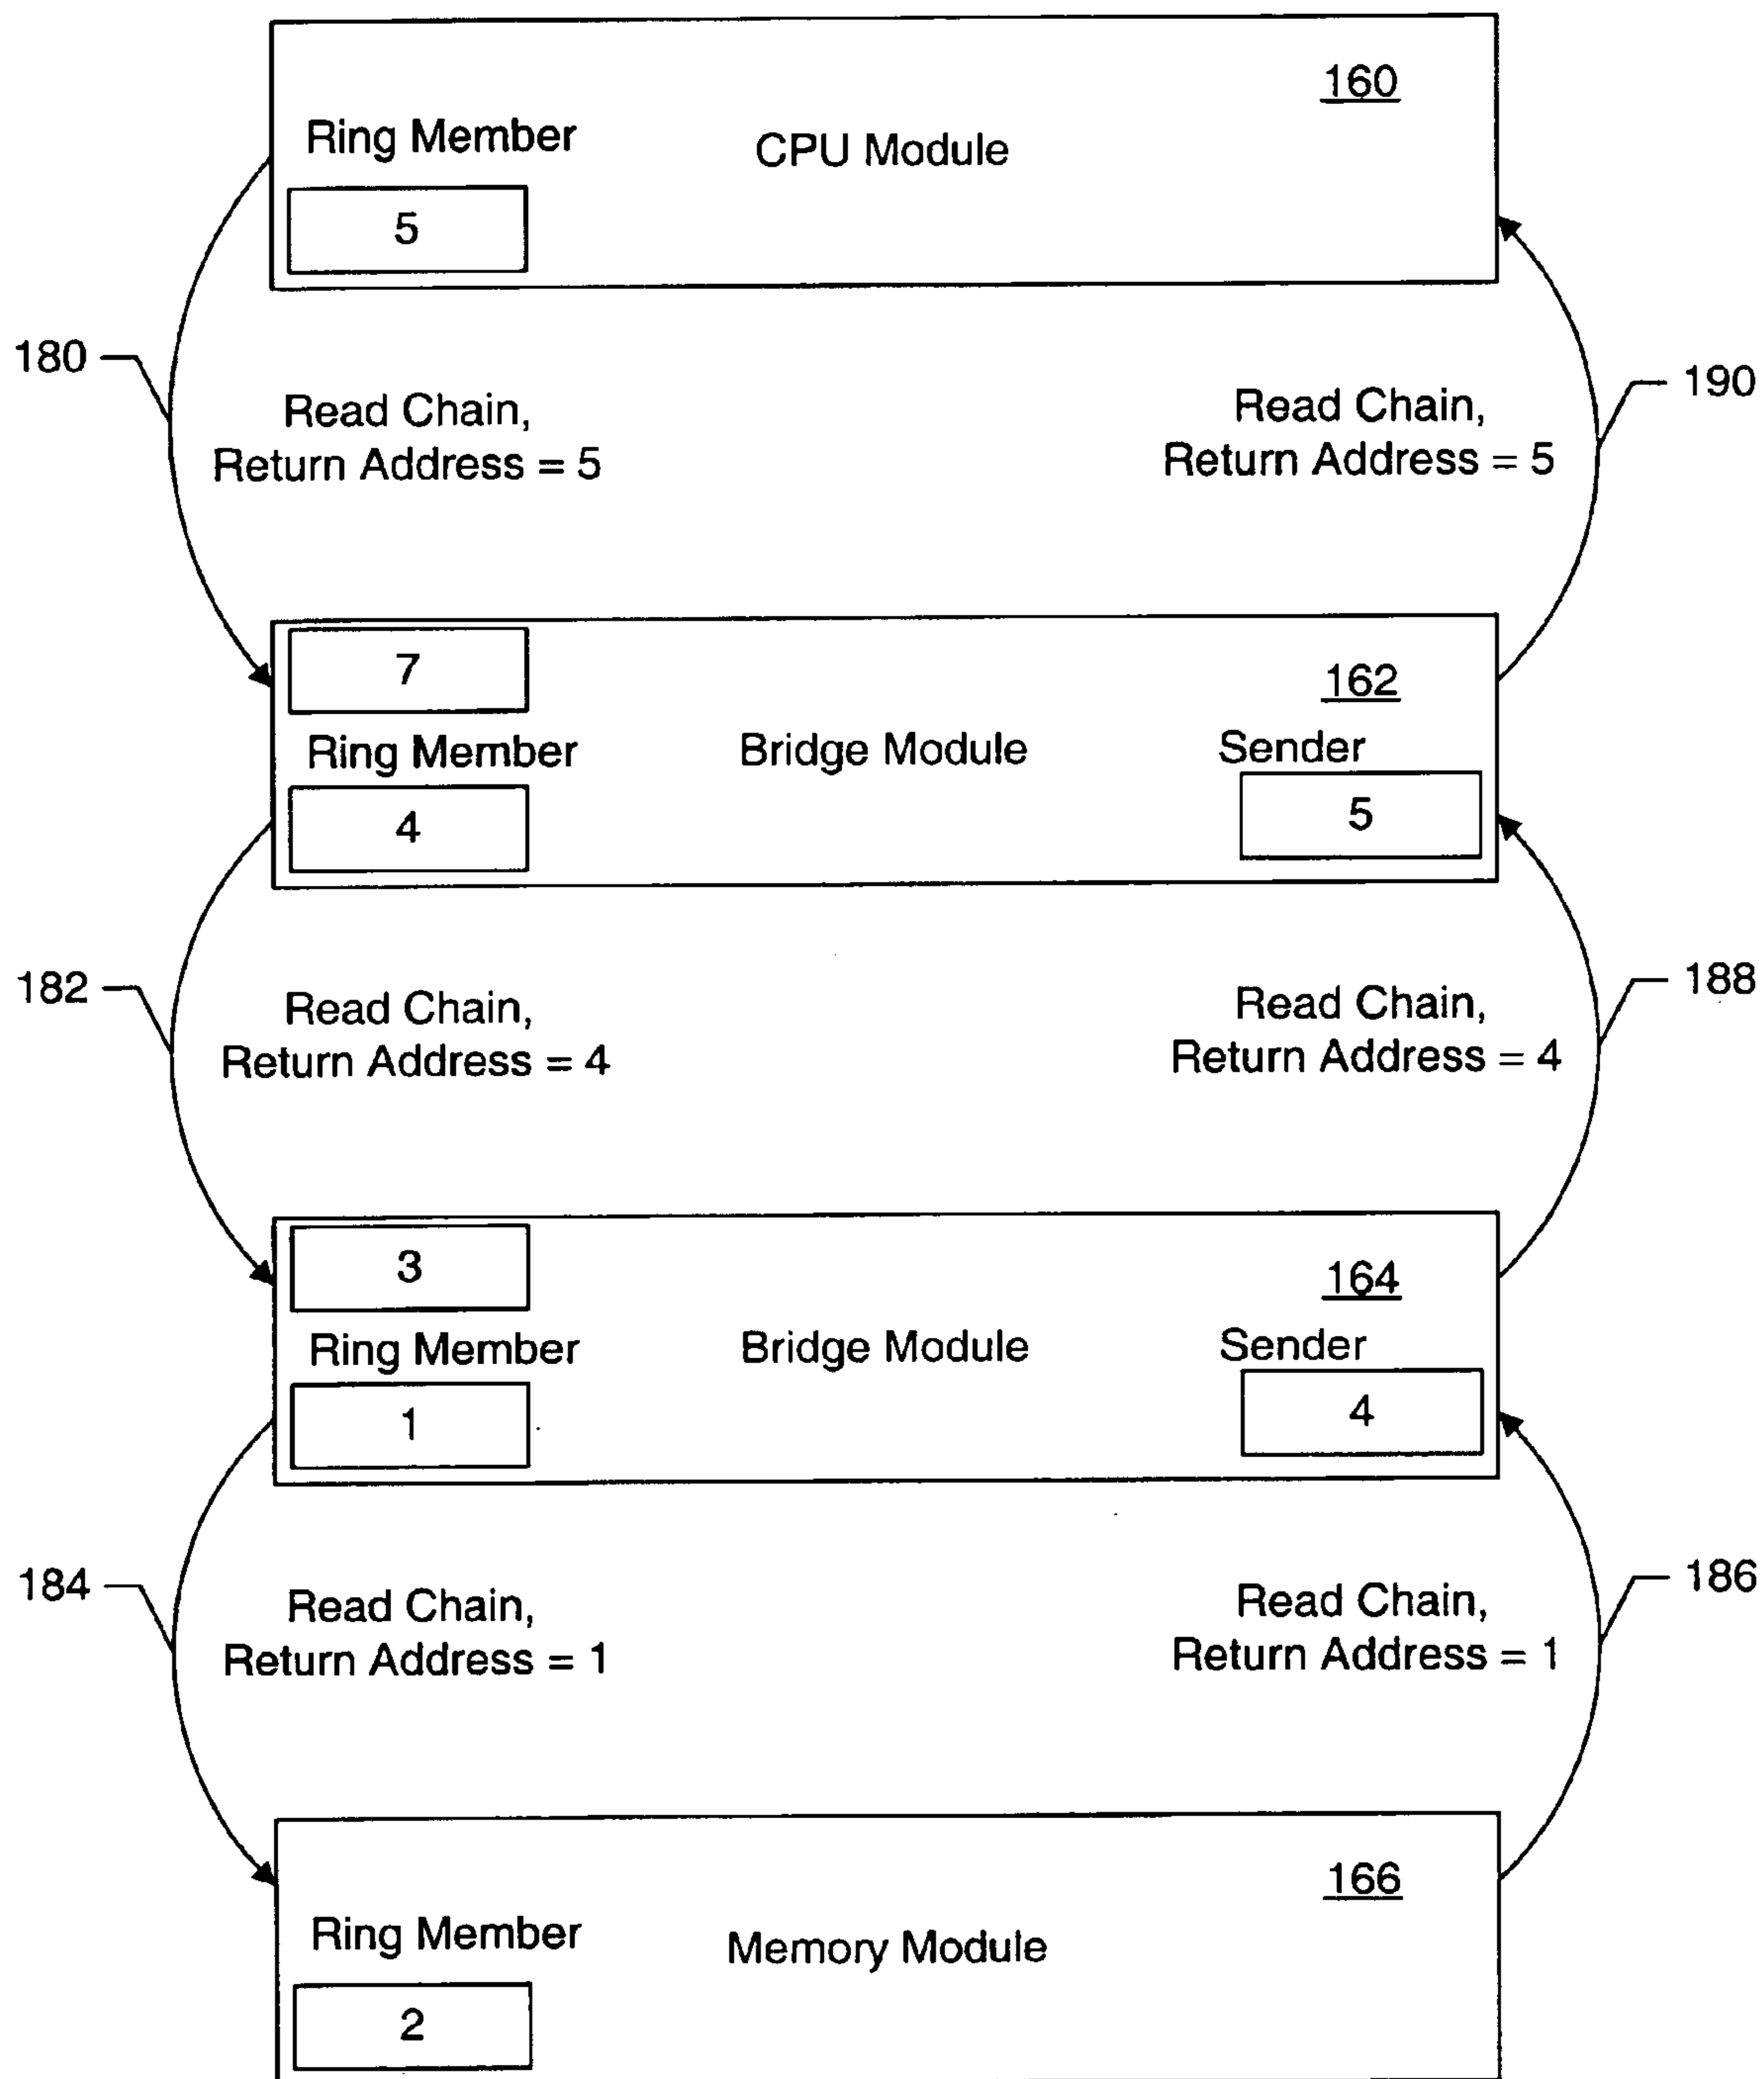 160
Ring Member
CPU Module
5
180
190
Read Chain,
Return Address = 5
Read Chain,
Return Address = 5
7
162
Ring Member
Bridge Module
Sender
4
5
182
188
Read Chain,
Return Address = 4
Read Chain,
Return Address = 4
3
164
Ring Member
Bridge Module
Sender
1
4
184
186
Read Chain,
Return Address = 1
Read Chain,
Return Address = 1
166
Ring Member
Memory Module
2